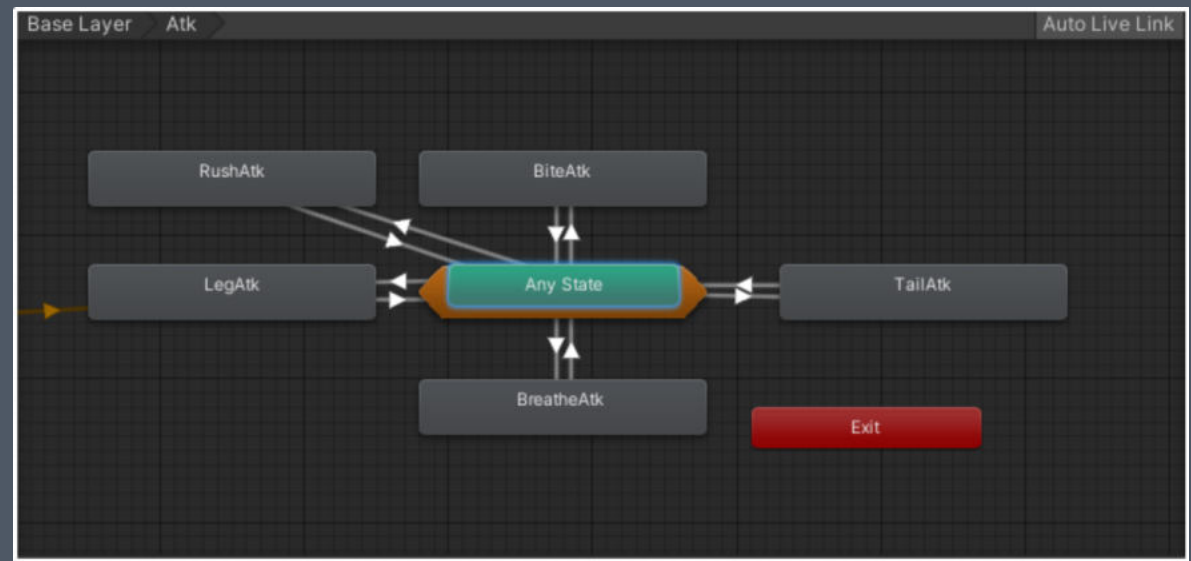 Base Layer Atk Auto Live Link
RushAtk BiteAtk
LegAtk Any State TailAtk
BreatheAtk
Exit